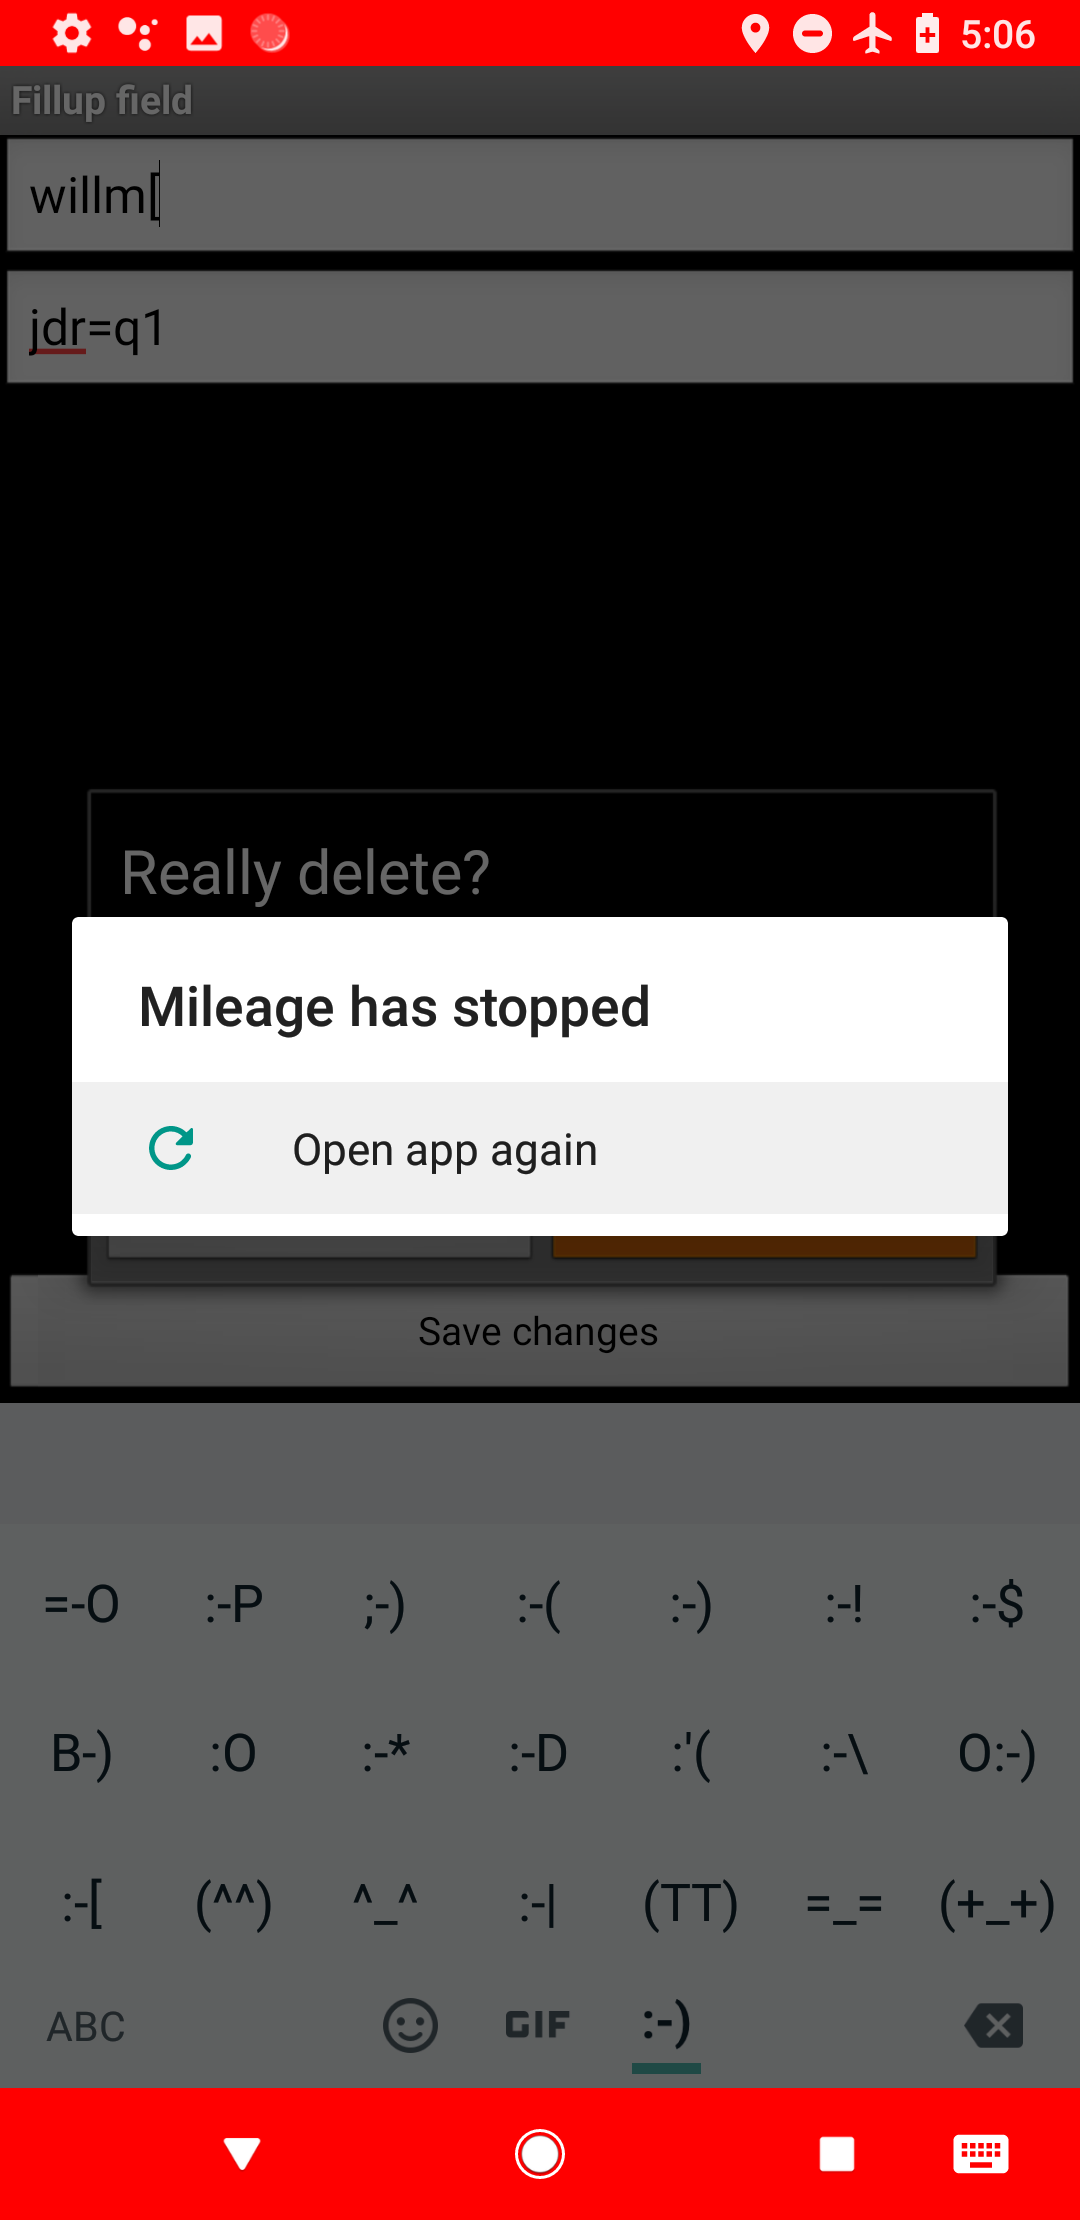 5:06
Fillup field
willm[
jdr=q1
Really delete?
Mileage has stopped
Open app again
Save changes
=-O :-P ;-) :-( :-) :-! :-$
B-) :O :-* :-D :'( :-\ O:-)
:-[ (^^) ^_^ :-| (TT) =_= (+_+)
ABC GIF :-)